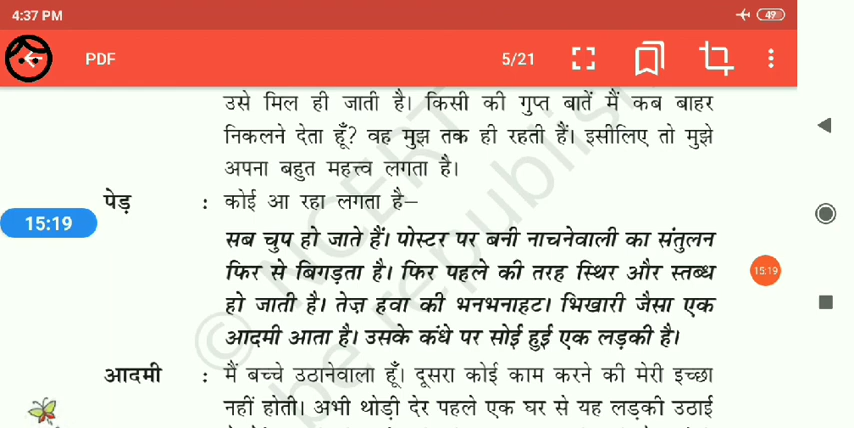 4:37 PM
49
PDF 5/21
उसे मिल ही जाती है। किसी की गुप्त बातें मैं कब बाहर
निकलने देता हूँ? वह मुझ तक ही रहती हैं। इसीलिए तो मुझे
अपना बहुत महत्त्व लगता है।
पेड़ : कोई आ रहा लगता है–
15:19
सब चुप हो जाते हैं। पोस्टर पर बनी नाचनेवाली का संतुलन
फिर से बिगड़ता है। फिर पहले की तरह स्थिर और स्तब्ध
15:19
हो जाती है। तेज़ हवा की भनभनाहट। भिखारी जैसा एक
आदमी आता है। उसके कंधे पर सोई हुई एक लड़की है।
आदमी : मैं बच्चे उठानेवाला हूँ। दूसरा कोई काम करने की मेरी इच्छा
नहीं होती। अभी थोड़ी देर पहले एक घर से यह लड़की उठाई
© NCERT
be republis